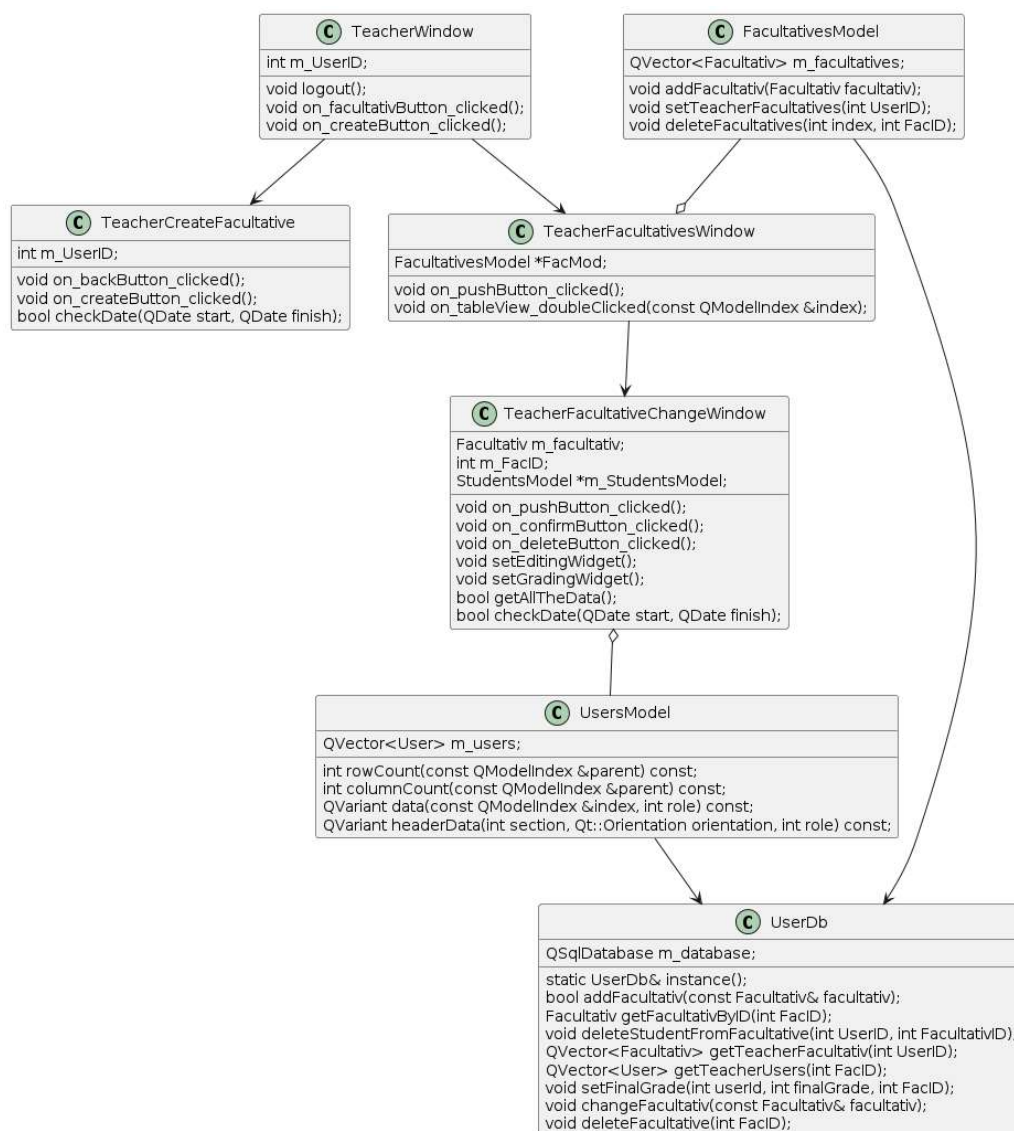 C TeacherWindow
int m_UserID;
void logout();
void on_facultativButton_clicked();
void on_createButton_clicked();
C FacultativesModel
QVector<Facultativ> m_facultatives;
void addFacultativ(Facultativ facultativ);
void setTeacherFacultatives(int UserID);
void deleteFacultatives(int index, int FacID);
C TeacherCreateFacultative
int m_UserID;
void on_backButton_clicked();
void on_createButton_clicked();
bool checkDate(QDate start, QDate finish);
C TeacherFacultativesWindow
FacultativesModel *FacMod;
void on_pushButton_clicked();
void on_tableView_doubleClicked(const QModelIndex &index);
C TeacherFacultativeChangeWindow
Facultativ m_facultativ;
int m_FacID;
StudentsModel *m_StudentsModel;
void on_pushButton_clicked();
void on_confirmButton_clicked();
void on_deleteButton_clicked();
void setEditingWidget();
void setGradingWidget();
bool getAllTheData();
bool checkDate(QDate start, QDate finish);
C UsersModel
QVector<User> m_users;
int rowCount(const QModelIndex &parent) const;
int columnCount(const QModelIndex &parent) const;
QVariant data(const QModelIndex &index, int role) const;
QVariant headerData(int section, Qt::Orientation orientation, int role) const;
C UserDb
QSqlDatabase m_database;
static UserDb& instance();
bool addFacultativ(const Facultativ& facultativ);
Facultativ getFacultativByID(int FacID);
void deleteStudentFromFacultative(int UserID, int FacultativID);
QVector<Facultativ> getTeacherFacultativ(int UserID);
QVector<User> getTeacherUsers(int FacID);
void setFinalGrade(int userId, int finalGrade, int FacID);
void changeFacultativ(const Facultativ& facultativ);
void deleteFacultative(int FacID);